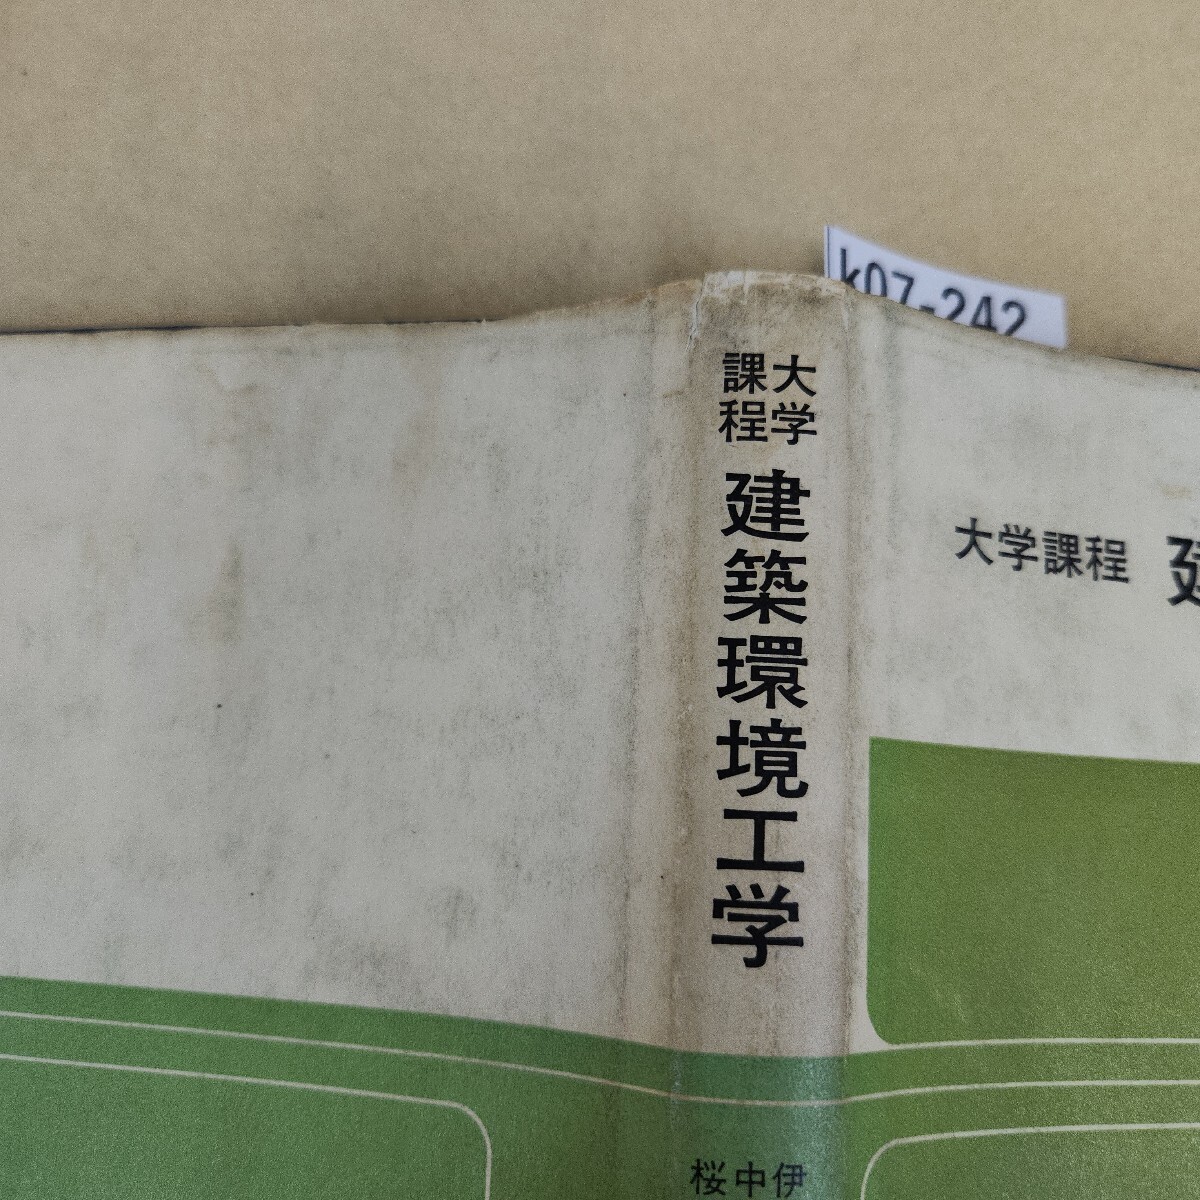 k07-242
大学
課程
建築環境工学
大学課程 建
伊
中
桜